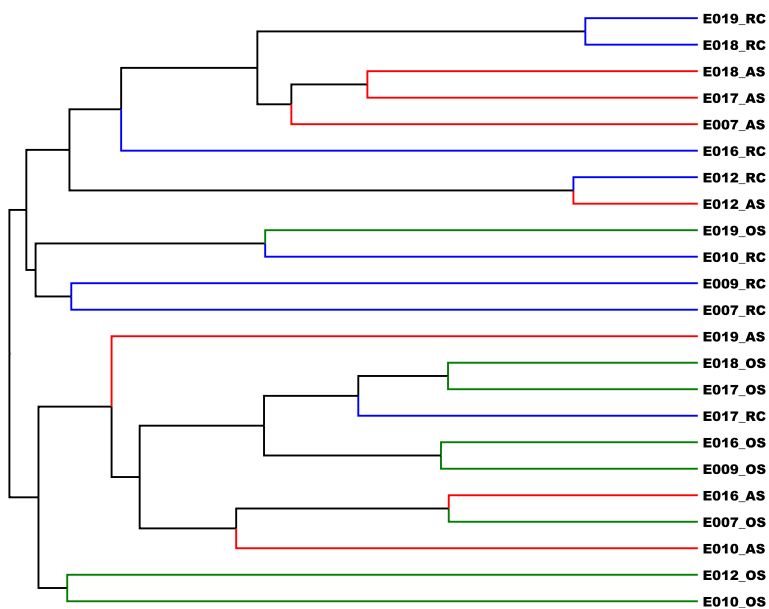 E019_RC
E018_RC
E018_AS
E017_AS
E007_AS
E016_RC
E012_RC
E012_AS
E019_OS
E010_RC
E009_RC
E007_RC
E019_AS
E018_OS
E017_OS
E017_RC
E016_OS
E009_OS
E016_AS
E007_OS
E010_AS
E012_OS
E010_OS